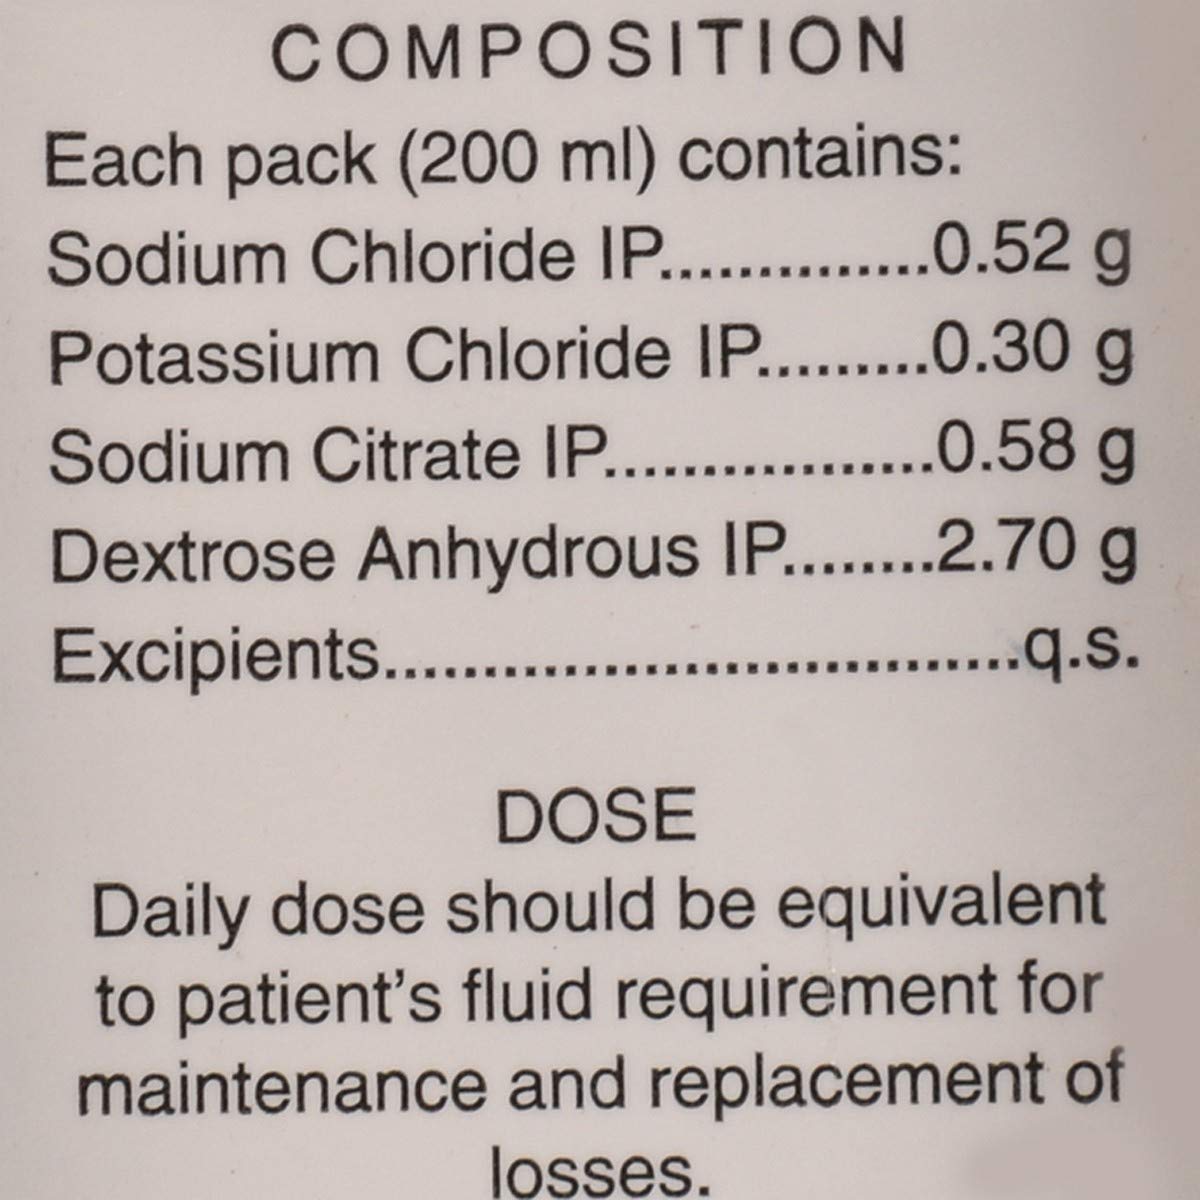 COMPOSITION
Each pack (200 ml) contains:
Sodium Chloride IP..............0.52 g
Potassium Chloride IP.........0.30 g
Sodium Citrate IP.................0.58 g
Dextrose Anhydrous IP........2.70 g
Excipients.................................q.s.
DOSE
Daily dose should be equivalent
to patient's fluid requirement for
maintenance and replacement of
losses.